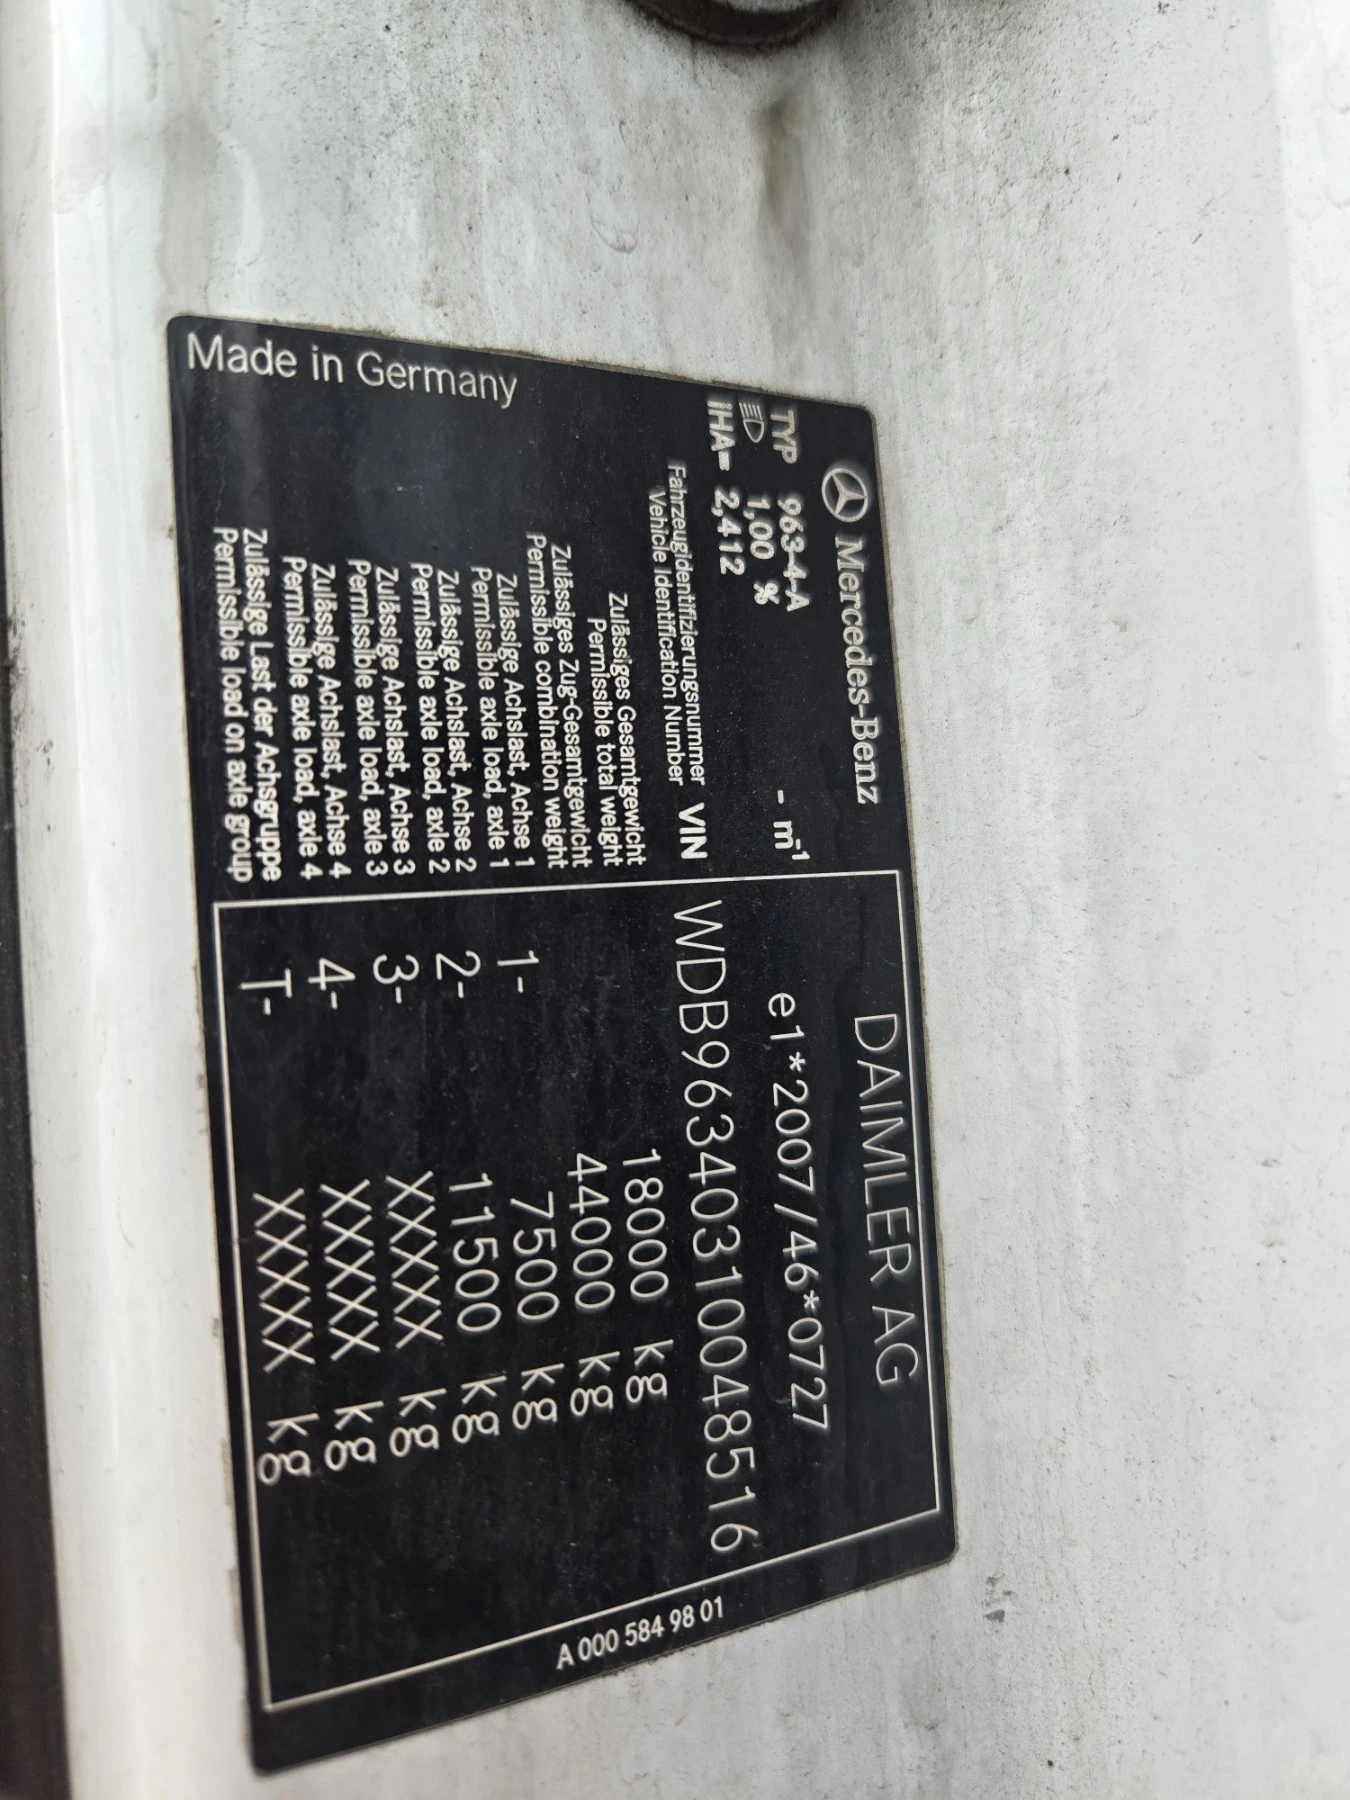 Mercedes-Benz
DAIMLER AG
TYP 963-4-A - m⁻¹
e1*2007/46*0727
1,00 %
IHA= 2,412
Fahrzeugidentifizierungsnummer
Vehicle Identification Number
VIN WDB96340310048516
Zulässiges Gesamtgewicht
Permissible total weight
18000 kg
Zulässiges Zug-Gesamtgewicht
Permissible combination weight
44000 kg
Zulässige Achslast, Achse 1
Permissible axle load, axle 1
1- 7500 kg
Zulässige Achslast, Achse 2
Permissible axle load, axle 2
2- 11500 kg
Zulässige Achslast, Achse 3
Permissible axle load, axle 3
3- XXXXX kg
Zulässige Achslast, Achse 4
Permissible axle load, axle 4
4- XXXXX kg
Zulässige Last der Achsgruppe
Permissible load on axle group
T- XXXXX kg
Made in Germany
A 000 584 98 01